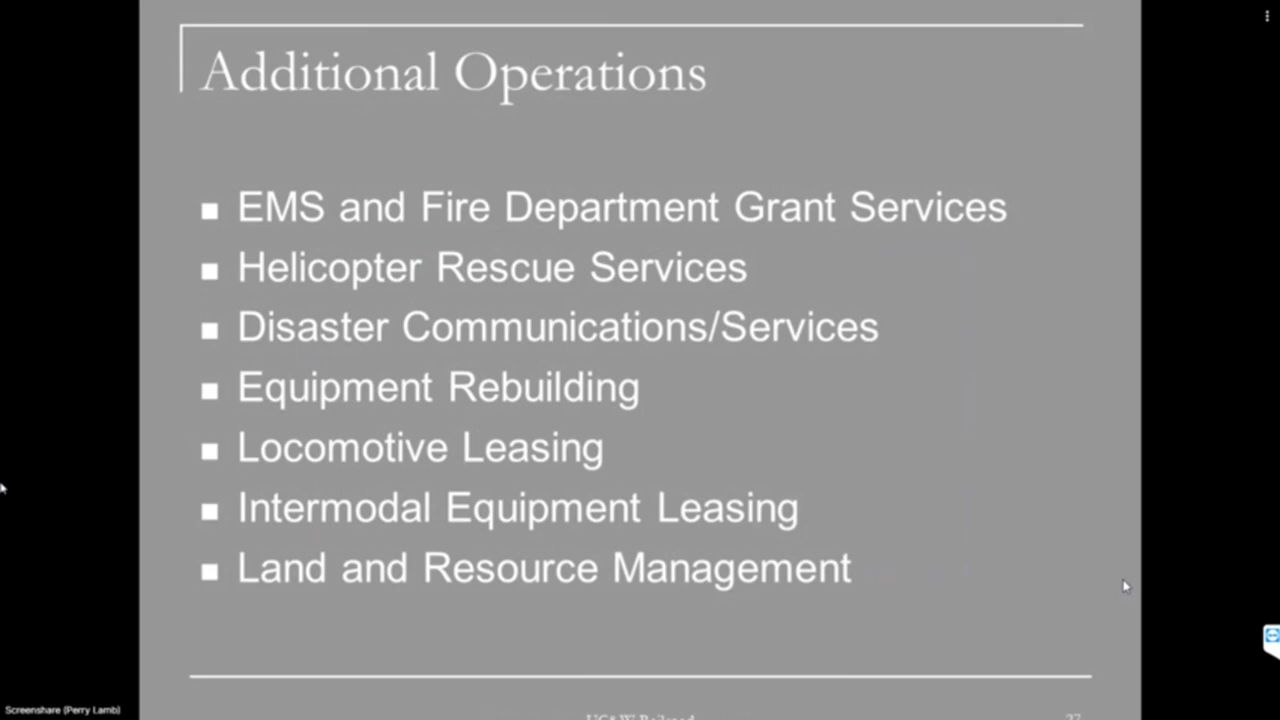 Additional Operations
EMS and Fire Department Grant Services
Helicopter Rescue Services
Disaster Communications/Services
Equipment Rebuilding
Locomotive Leasing
Intermodal Equipment Leasing
Land and Resource Management
Screenshare (Perry Lamb)